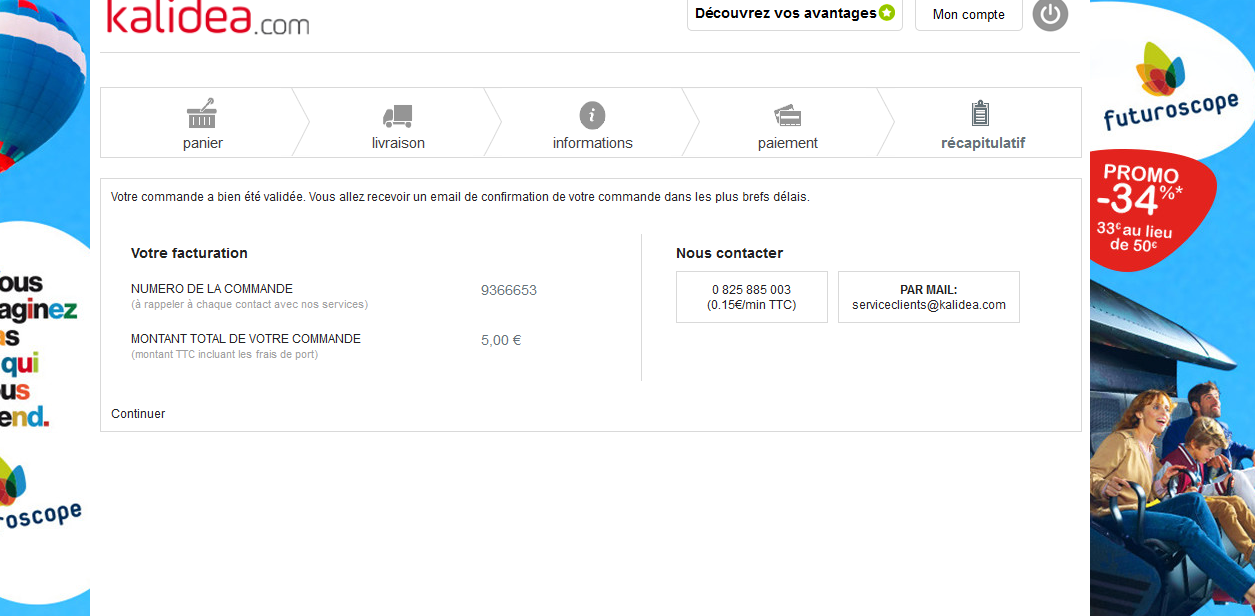 kalidea.com
Découvrez vos avantages
Mon compte
panier
livraison
informations
paiement
récapitulatif
Votre commande a bien été validée. Vous allez recevoir un email de confirmation de votre commande dans les plus brefs délais.
Votre facturation
NUMERO DE LA COMMANDE
9366653
(à rappeler à chaque contact avec nos services)
MONTANT TOTAL DE VOTRE COMMANDE
5,00 €
(montant TTC incluant les frais de port)
Nous contacter
0 825 885 003
(0.15€/min TTC)
PAR MAIL:
serviceclients@kalidea.com
Continuer
ous
aginez
as
qui
ous
end.
roscope
futuroscope
PROMO
-34%*
33€ au lieu
de 50€